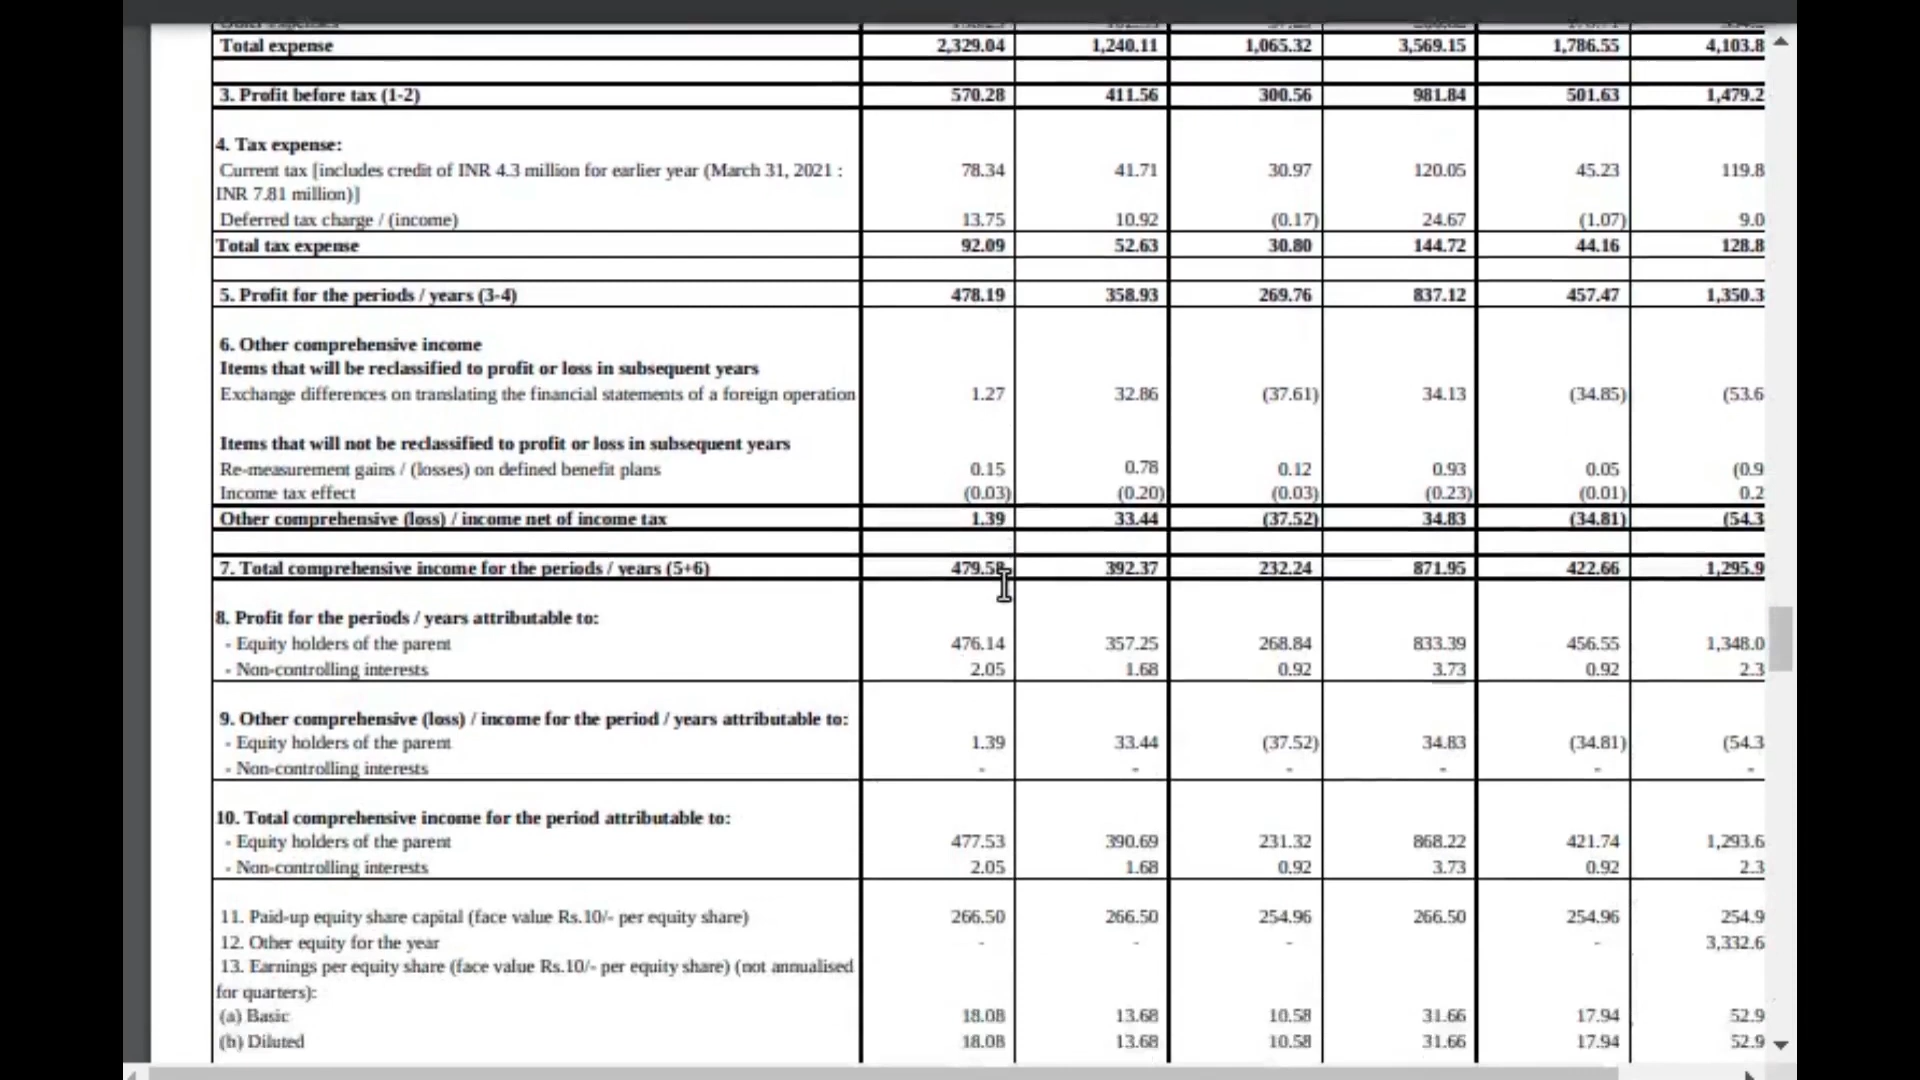 Total expense 2,329.04 1,240.11 1,065.32 3,569.15 1,786.55 4,103.8
3. Profit before tax (1-2) 570.28 411.56 300.56 981.84 501.63 1,479.2
4. Tax expense:
Current tax [includes credit of INR 4.3 million for earlier year (March 31, 2021 : 78.34 41.71 30.97 120.05 45.23 119.8
INR 7.81 million)]
Deferred tax charge / (income) 13.75 10.92 (0.17) 24.67 (1.07) 9.0
Total tax expense 92.09 52.63 30.80 144.72 44.16 128.8
5. Profit for the periods / years (3-4) 478.19 358.93 269.76 837.12 457.47 1,350.3
6. Other comprehensive income
Items that will be reclassified to profit or loss in subsequent years
Exchange differences on translating the financial statements of a foreign operation 1.27 32.86 (37.61) 34.13 (34.85) (53.6
Items that will not be reclassified to profit or loss in subsequent years
Re-measurement gains / (losses) on defined benefit plans 0.15 0.78 0.12 0.93 0.05 (0.9
Income tax effect (0.03) (0.20) (0.03) (0.23) (0.01) 0.2
Other comprehensive (loss) / income net of income tax 1.39 33.44 (37.52) 34.83 (34.81) (54.3
7. Total comprehensive income for the periods / years (5+6) 479.58 392.37 232.24 871.95 422.66 1,295.9
8. Profit for the periods / years attributable to:
- Equity holders of the parent 476.14 357.25 268.84 833.39 456.55 1,348.0
- Non-controlling interests 2.05 1.68 0.92 3.73 0.92 2.3
9. Other comprehensive (loss) / income for the period / years attributable to:
- Equity holders of the parent 1.39 33.44 (37.52) 34.83 (34.81) (54.3
- Non-controlling interests - - - - - -
10. Total comprehensive income for the period attributable to:
- Equity holders of the parent 477.53 390.69 231.32 868.22 421.74 1,293.6
- Non-controlling interests 2.05 1.68 0.92 3.73 0.92 2.3
11. Paid-up equity share capital (face value Rs.10/- per equity share) 266.50 266.50 254.96 266.50 254.96 254.9
12. Other equity for the year - - - - - 3,332.6
13. Earnings per equity share (face value Rs.10/- per equity share) (not annualised
for quarters):
(a) Basic 18.08 13.68 10.58 31.66 17.94 52.9
(b) Diluted 18.08 13.68 10.58 31.66 17.94 52.9